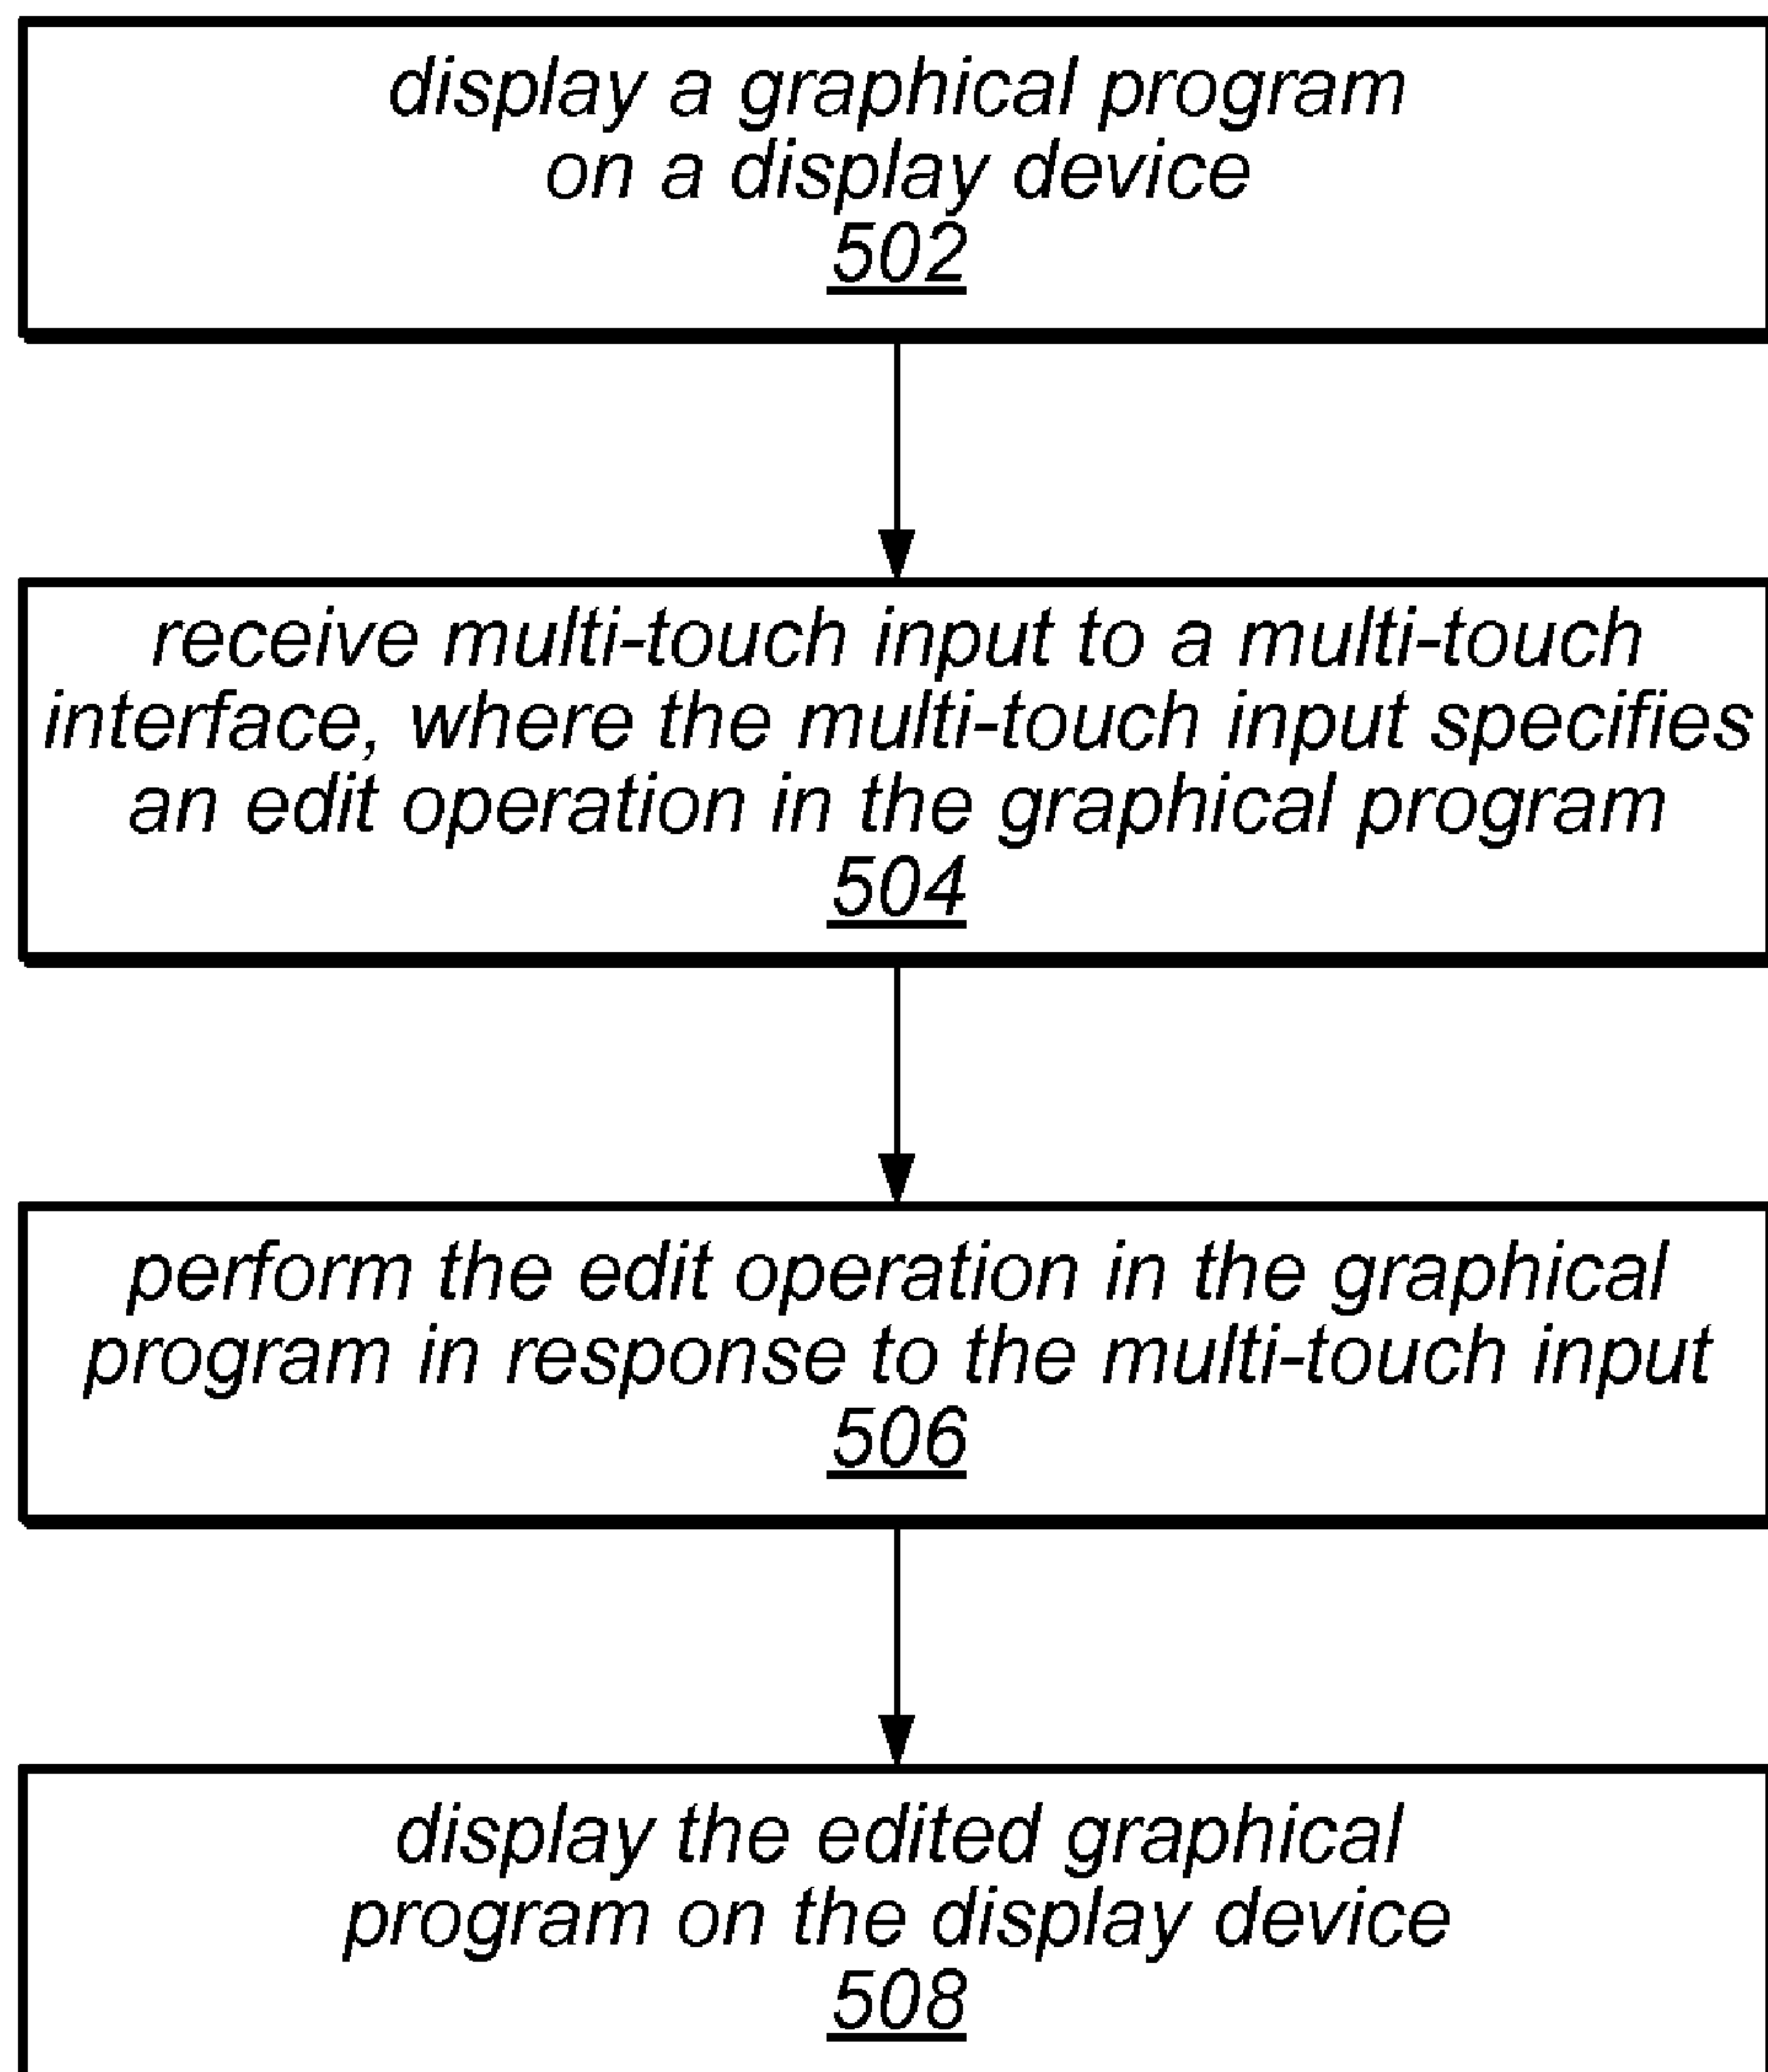 display a graphical program
on a display device
502
receive multi-touch input to a multi-touch
interface, where the multi-touch input specifies
an edit operation in the graphical program
504
perform the edit operation in the graphical
program in response to the multi-touch input
506
display the edited graphical
program on the display device
508